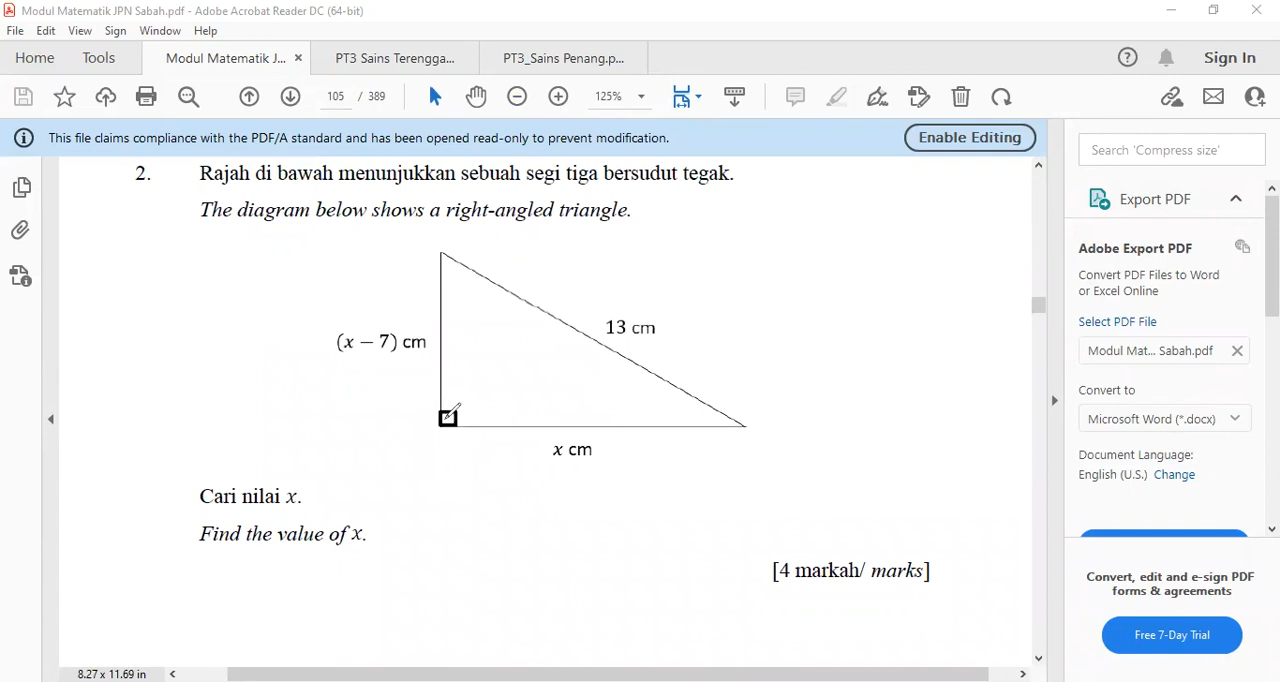 Modul Matematik JPN Sabah.pdf - Adobe Acrobat Reader DC (64-bit)
File Edit View Sign Window Help
Home Tools Modul Matematik J... × PT3 Sains Terengga... PT3_Sains Penang.p... Sign In
105 / 389 125%
This file claims compliance with the PDF/A standard and has been opened read-only to prevent modification. Enable Editing
2. Rajah di bawah menunjukkan sebuah segi tiga bersudut tegak.
The diagram below shows a right-angled triangle.
13 cm
(x − 7) cm
x cm
Cari nilai x.
Find the value of x.
[4 markah/ marks]
8.27 x 11.69 in
Search 'Compress size'
Export PDF
Adobe Export PDF
Convert PDF Files to Word
or Excel Online
Select PDF File
Modul Mat... Sabah.pdf
Convert to
Microsoft Word (*.docx)
Document Language:
English (U.S.) Change
Convert, edit and e-sign PDF
forms & agreements
Free 7-Day Trial